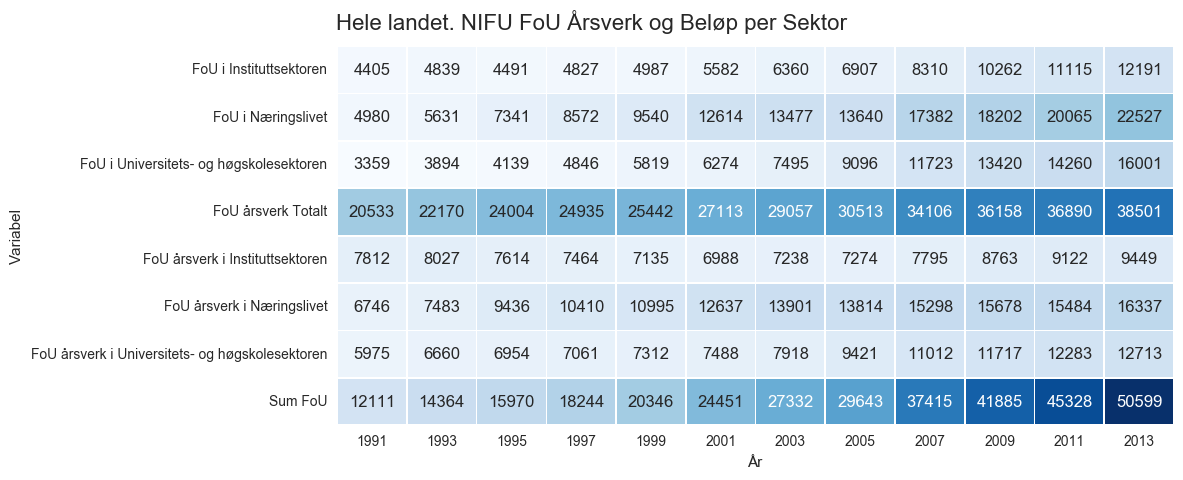 Hele landet. NIFU FoU Årsverk og Beløp per Sektor
Variabel
FoU i Instituttsektoren 4405 4839 4491 4827 4987 5582 6360 6907 8310 10262 11115 12191
FoU i Næringslivet 4980 5631 7341 8572 9540 12614 13477 13640 17382 18202 20065 22527
FoU i Universitets- og høgskolesektoren 3359 3894 4139 4846 5819 6274 7495 9096 11723 13420 14260 16001
FoU årsverk Totalt 20533 22170 24004 24935 25442 27113 29057 30513 34106 36158 36890 38501
FoU årsverk i Instituttsektoren 7812 8027 7614 7464 7135 6988 7238 7274 7795 8763 9122 9449
FoU årsverk i Næringslivet 6746 7483 9436 10410 10995 12637 13901 13814 15298 15678 15484 16337
FoU årsverk i Universitets- og høgskolesektoren 5975 6660 6954 7061 7312 7488 7918 9421 11012 11717 12283 12713
Sum FoU 12111 14364 15970 18244 20346 24451 27332 29643 37415 41885 45328 50599
1991 1993 1995 1997 1999 2001 2003 2005 2007 2009 2011 2013
År